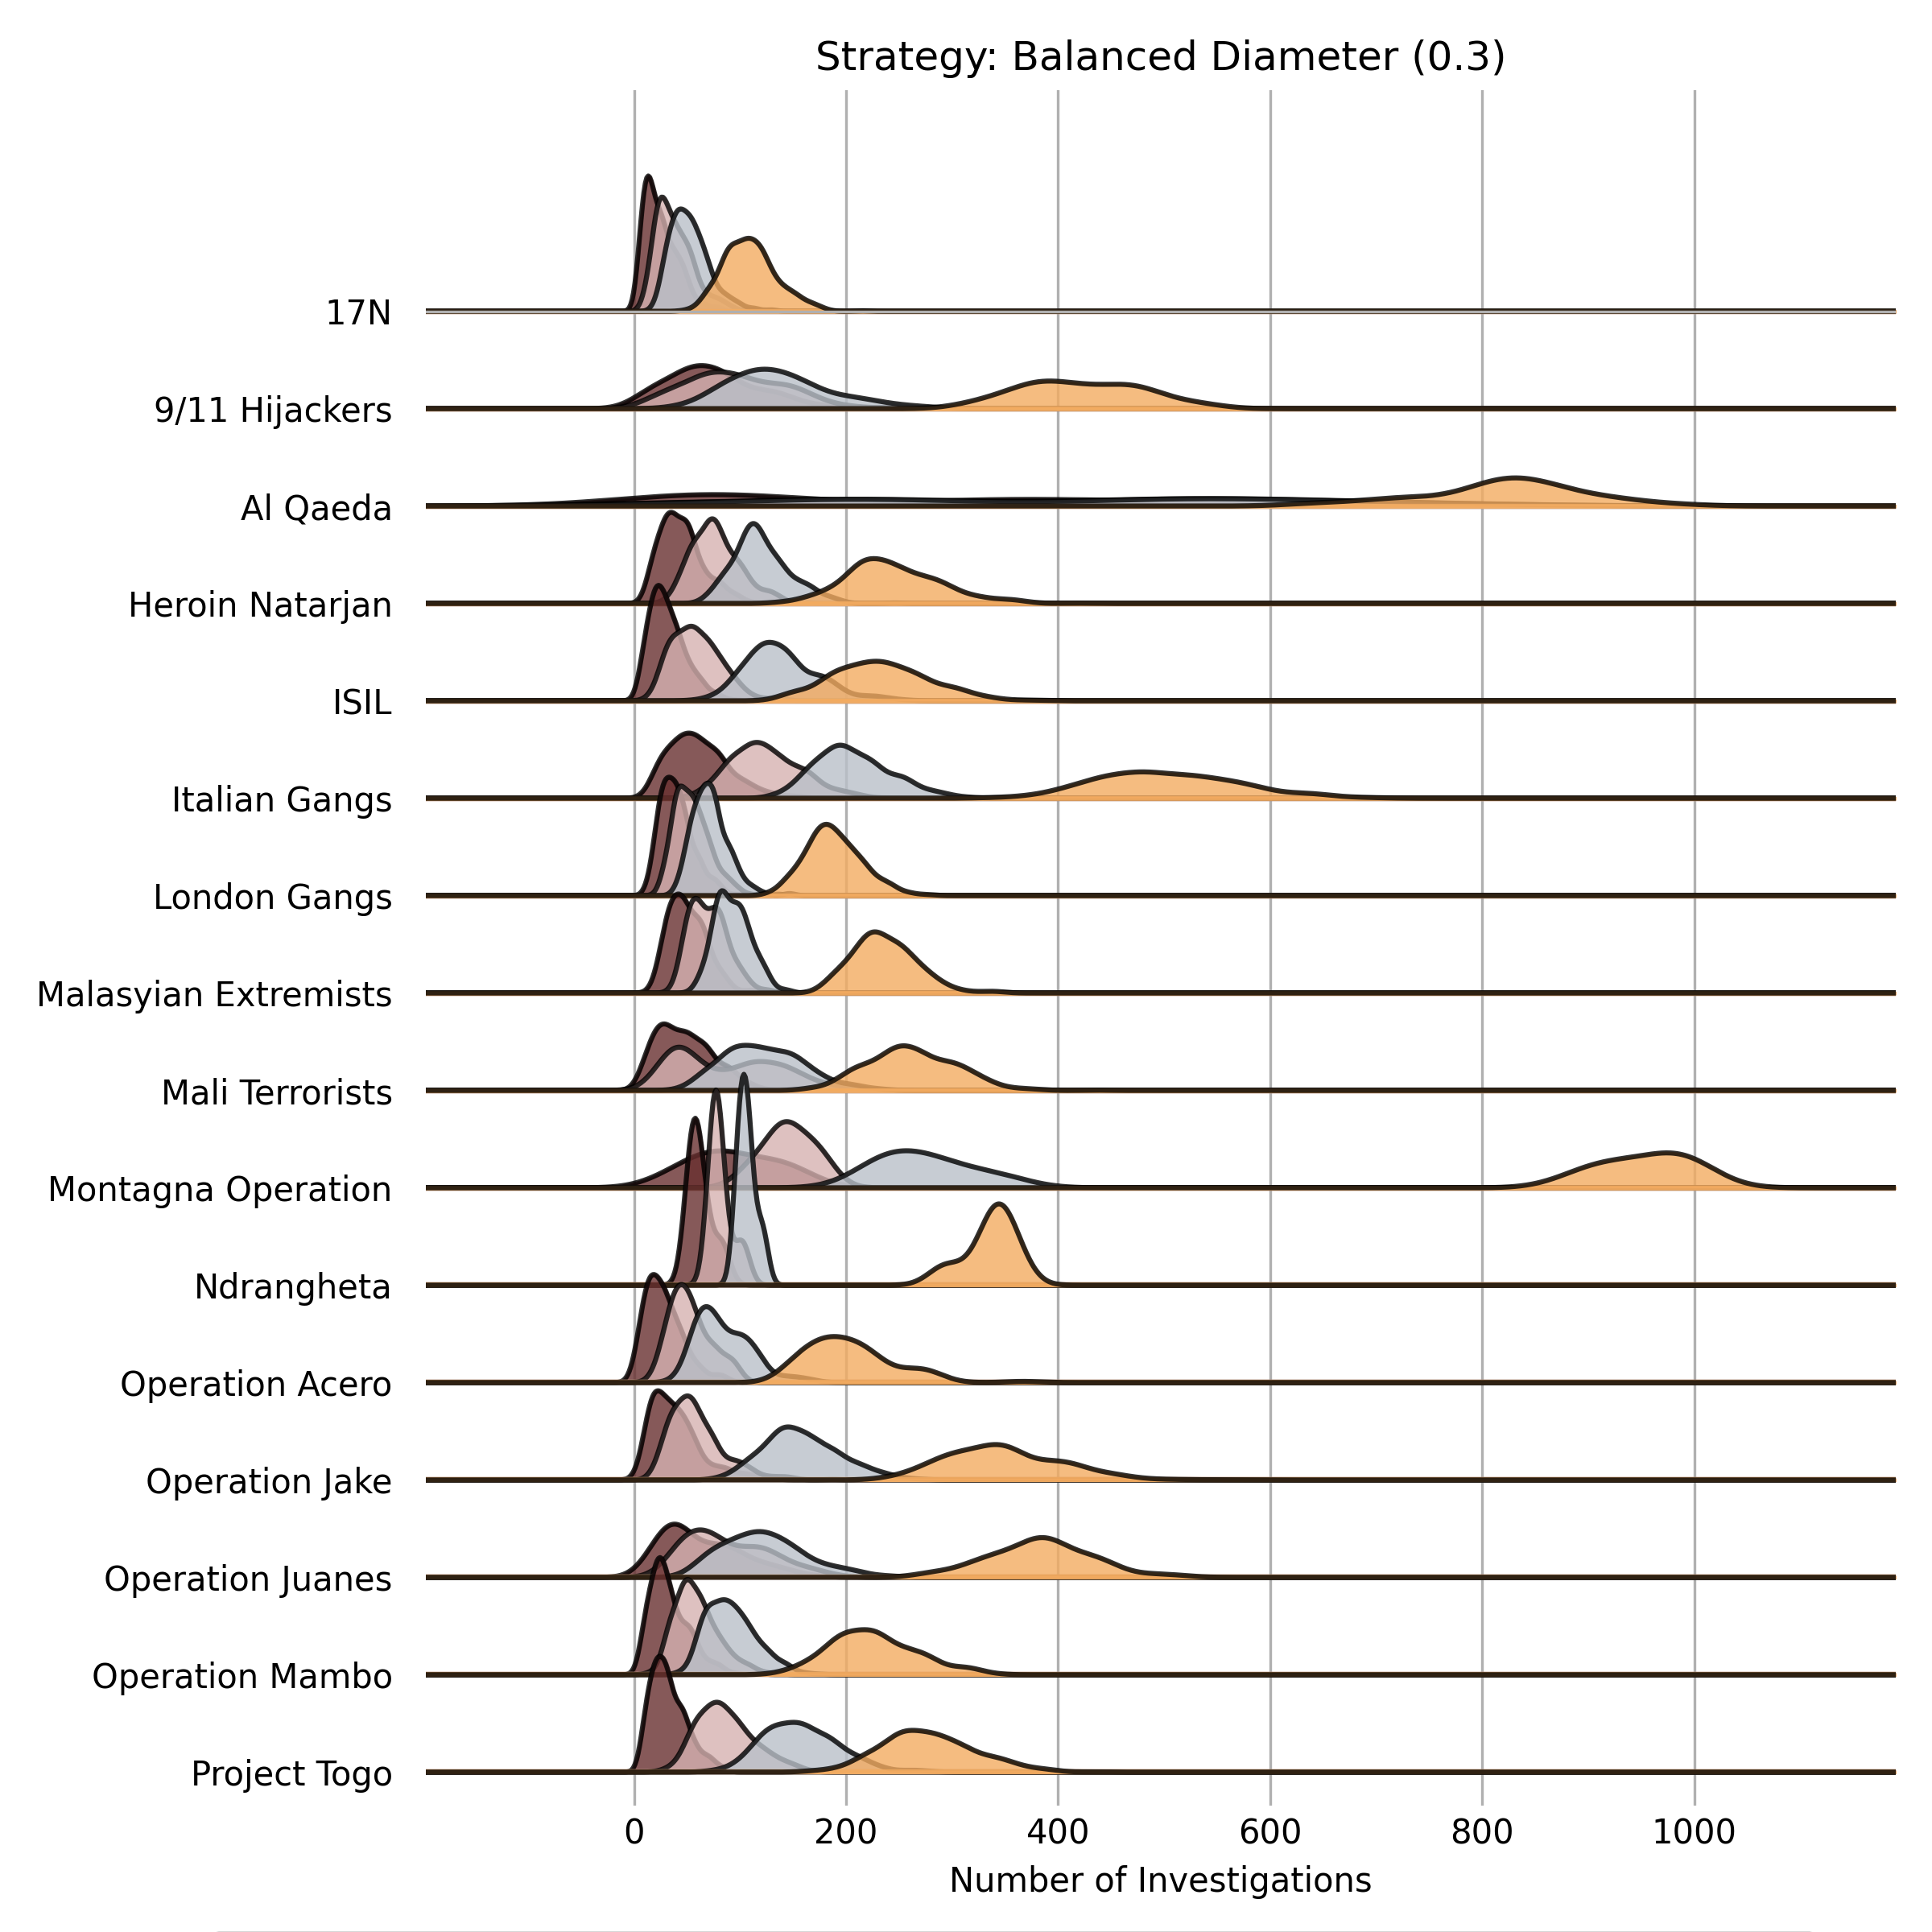 Strategy: Balanced Diameter (0.3)
17N
9/11 Hijackers
Al Qaeda
Heroin Natarjan
ISIL
Italian Gangs
London Gangs
Malasyian Extremists
Mali Terrorists
Montagna Operation
Ndrangheta
Operation Acero
Operation Jake
Operation Juanes
Operation Mambo
Project Togo
0 200 400 600 800 1000
Number of Investigations